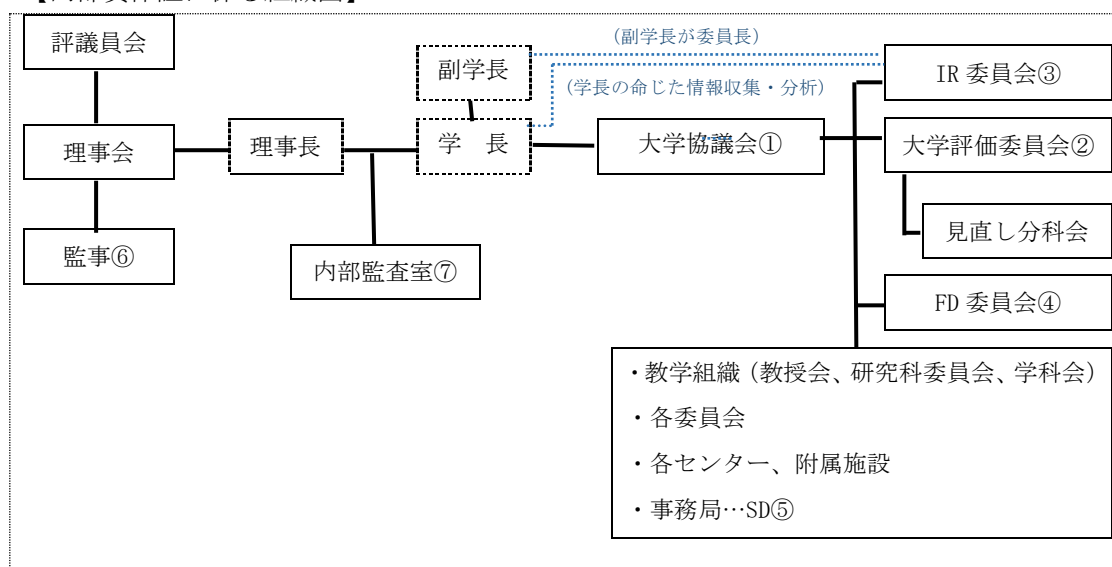 評議員会
副学長
(副学長が委員長)
IR 委員会③
(学長の命じた情報収集・分析)
理事会
理事長
学 長
大学協議会①
大学評価委員会②
見直し分科会
監事⑥
内部監査室⑦
FD 委員会④
・教学組織（教授会、研究科委員会、学科会）
・各委員会
・各センター、附属施設
・事務局…SD⑤